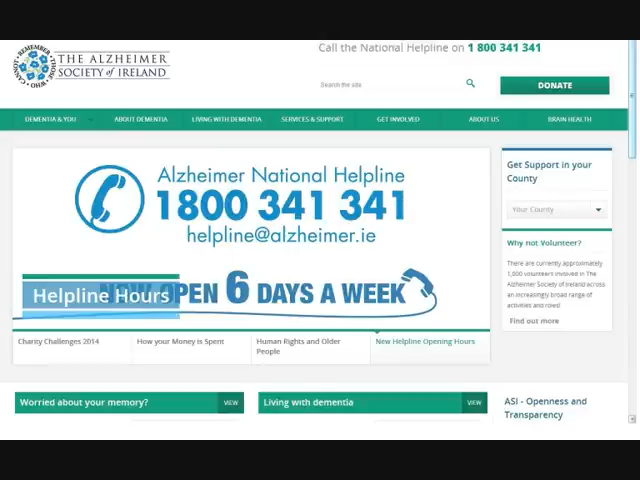 REMEMBER THOSE WHO CANNOT
THE ALZHEIMER
SOCIETY of IRELAND
Call the National Helpline on 1 800 341 341
Search the site
DONATE
DEMENTIA & YOU
ABOUT DEMENTIA
LIVING WITH DEMENTIA
SERVICES & SUPPORT
GET INVOLVED
ABOUT US
BRAIN HEALTH
Alzheimer National Helpline
1800 341 341
helpline@alzheimer.ie
NOW OPEN 6 DAYS A WEEK
Helpline Hours
Charity Challenges 2014
How your Money is Spent
Human Rights and Older
People
New Helpline Opening Hours
Get Support in your
County
Your County
Why not Volunteer?
There are currently approximately
1,000 volunteers involved in The
Alzheimer Society of Ireland across
an increasingly broad range of
activities and roles!
Find out more
Worried about your memory?
VIEW
Living with dementia
VIEW
ASI - Openness and
Transparency